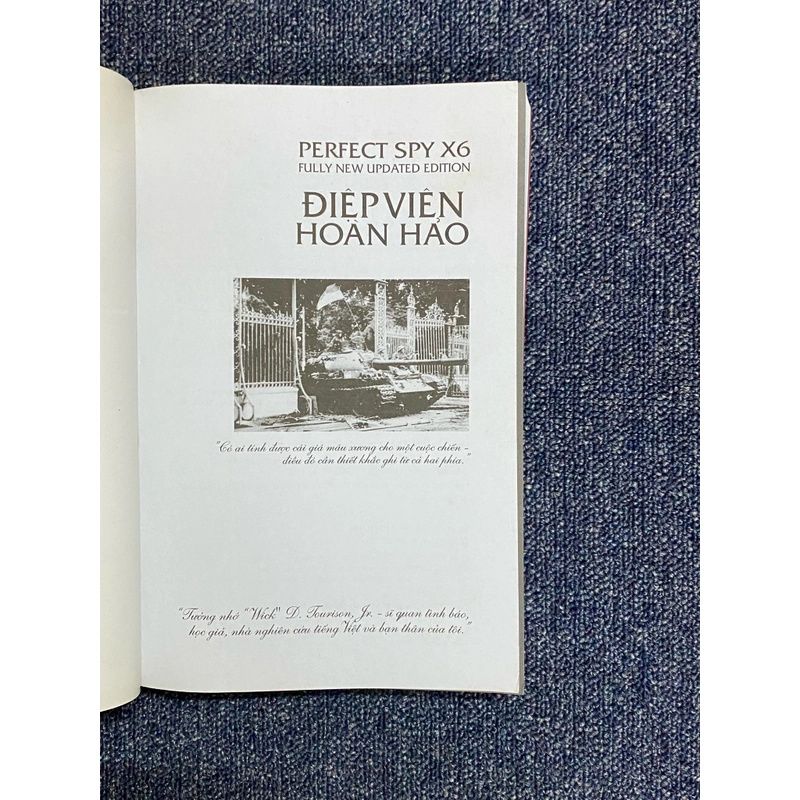 PERFECT SPY X6
FULLY NEW UPDATED EDITION
ĐIỆP VIÊN
HOÀN HẢO
"Có ai tính được cái giá máu xương cho một cuộc chiến -
điều đó cần thiết khắc ghi từ cả hai phía."
"Tưởng nhớ "Wick" D. Tourison, Jr. - sĩ quan tình báo,
học giả, nhà nghiên cứu tiếng Việt và bạn thân của tôi."